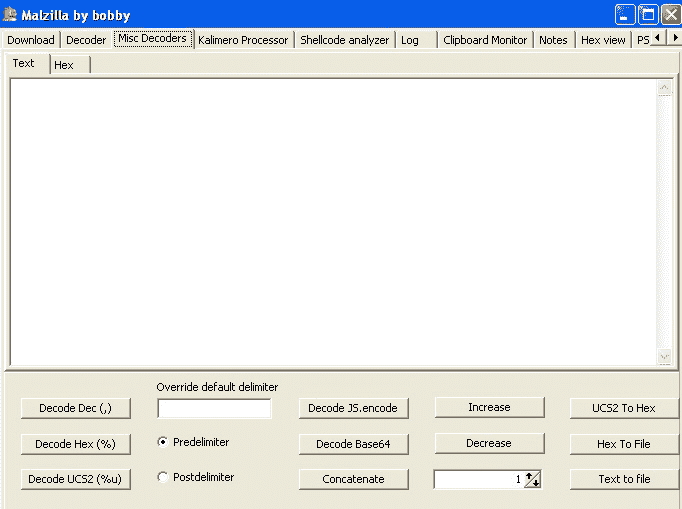 Malzilla by bobby
Download Decoder Misc Decoders Kalimero Processor Shellcode analyzer Log Clipboard Monitor Notes Hex view PS
Text Hex
Override default delimiter
Decode Dec (,) Decode JS.encode Increase UCS2 To Hex
Decode Hex (%) Predelimiter Decode Base64 Decrease Hex To File
Decode UCS2 (%u) Postdelimiter Concatenate 1 Text to file